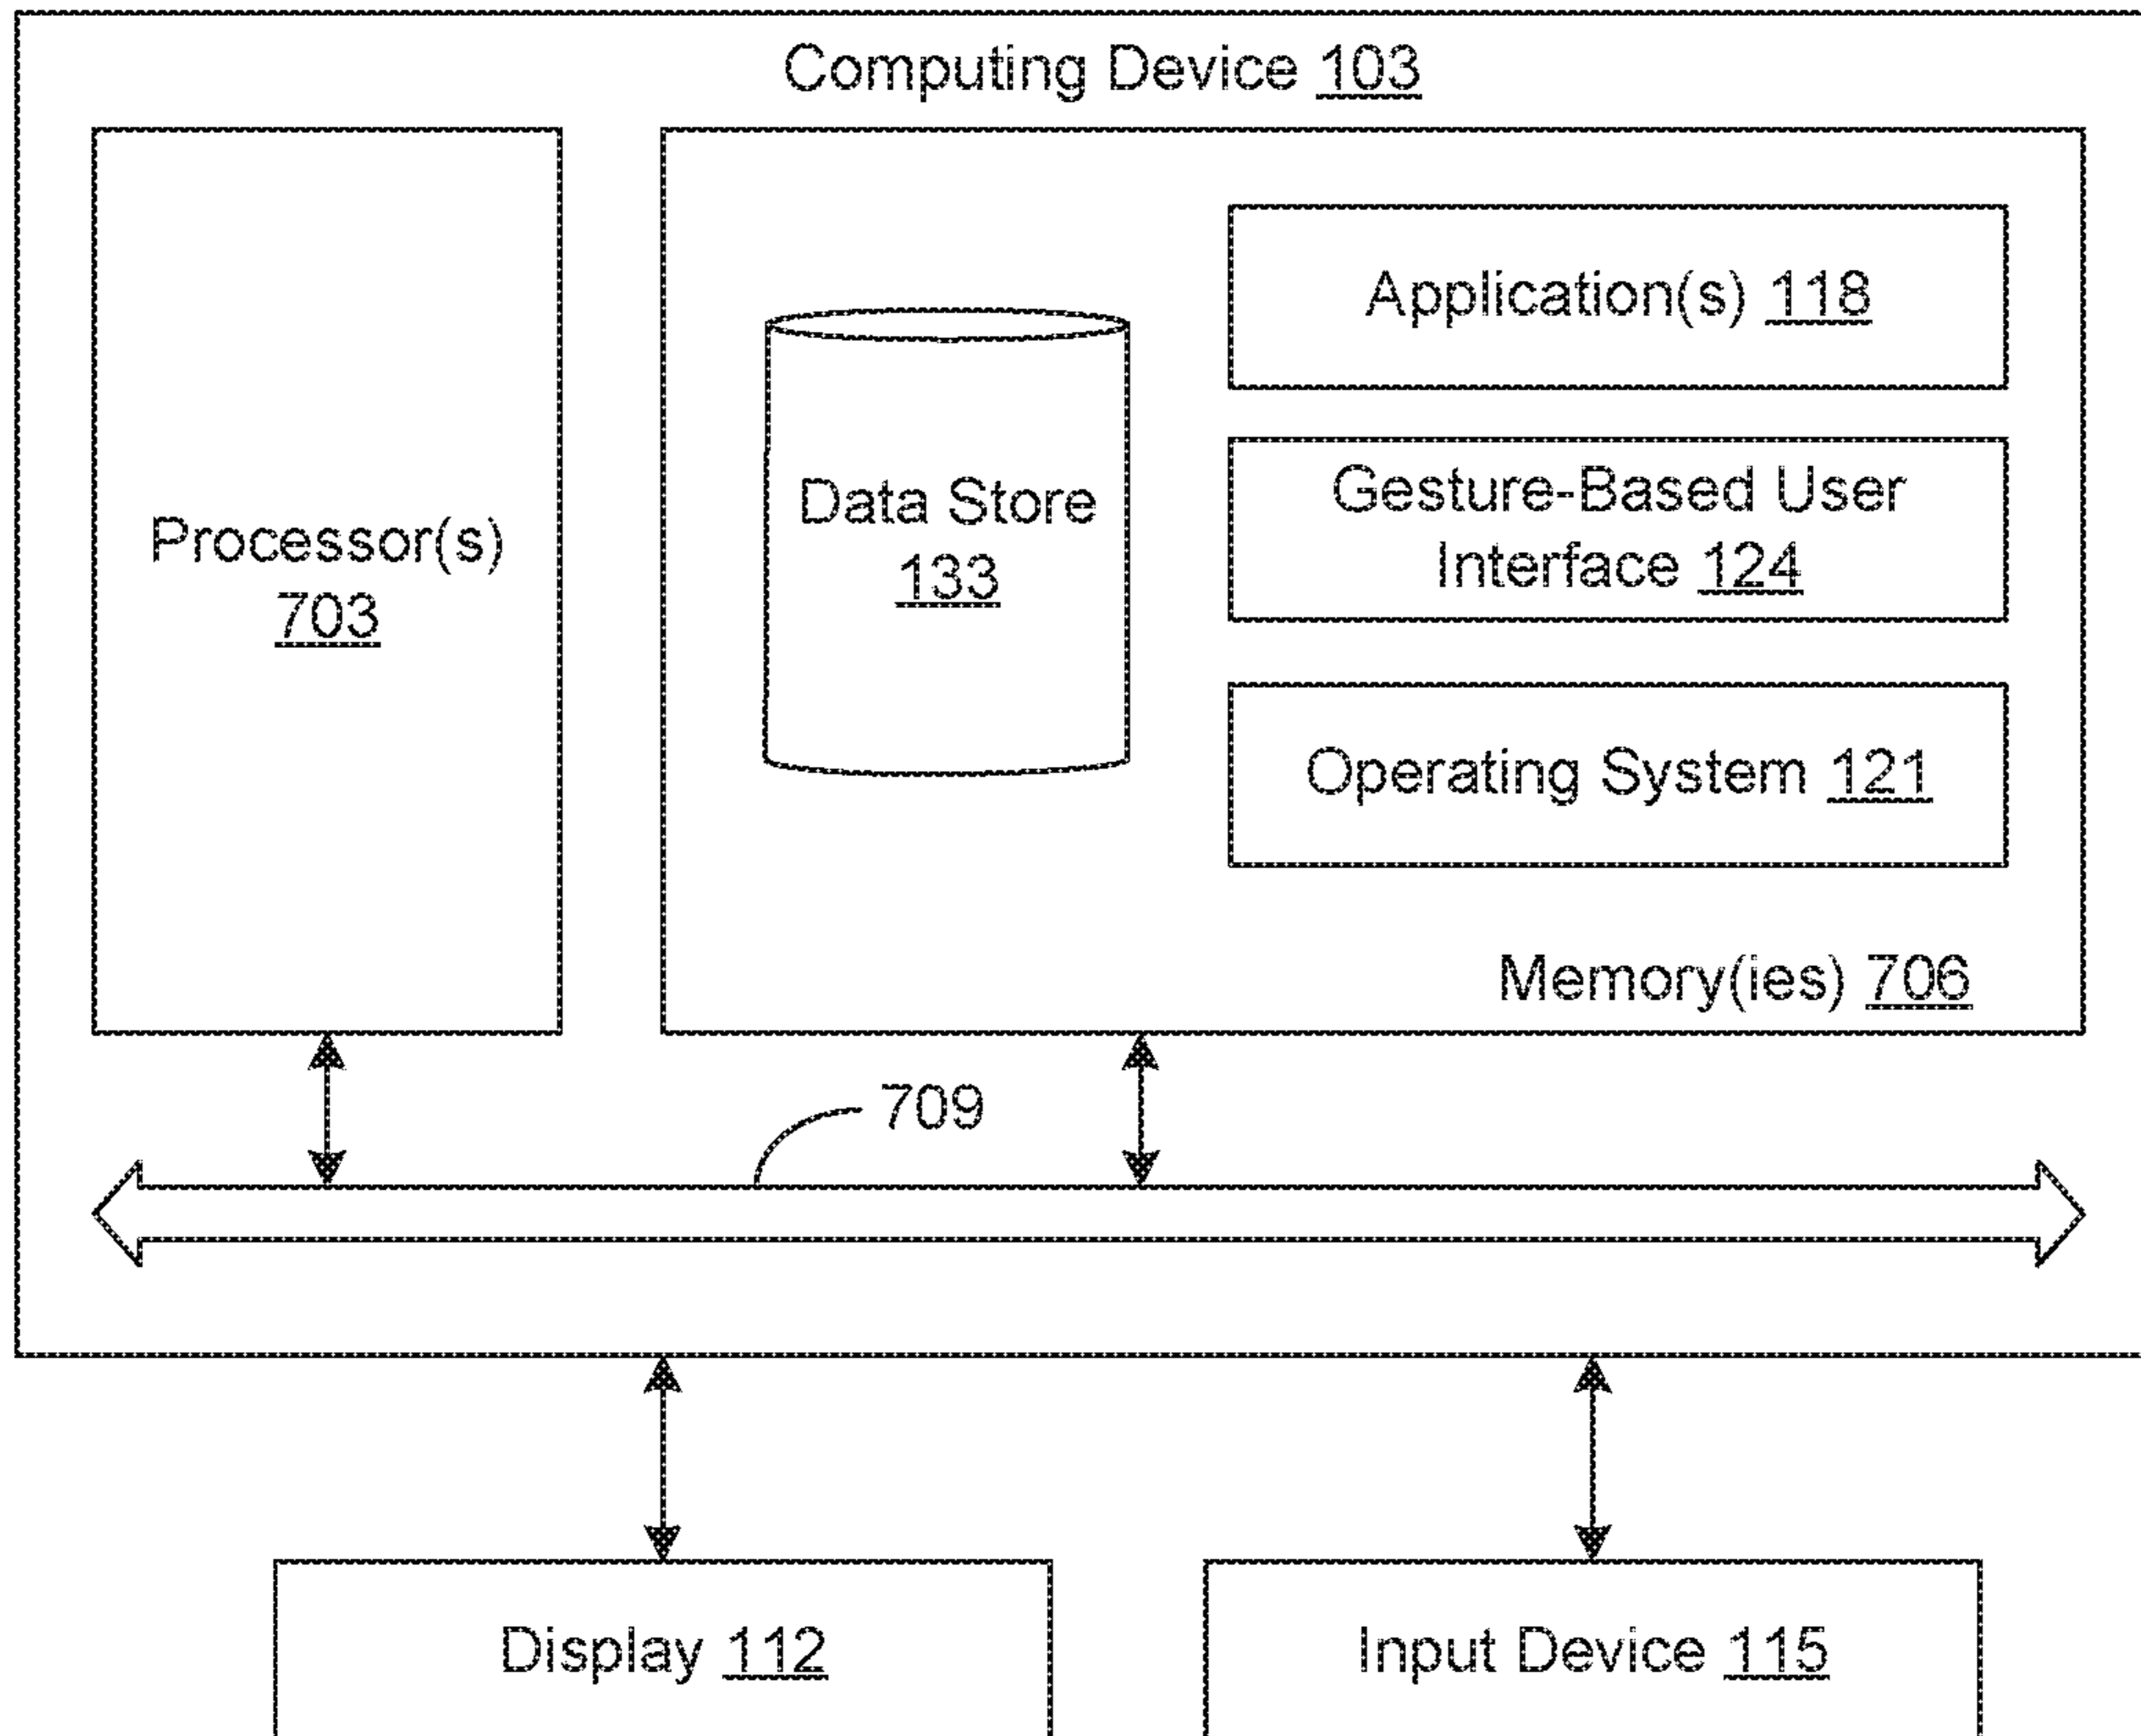 Computing Device 103
Processor(s)
703
Data Store
133
Application(s) 118
Gesture-Based User
Interface 124
Operating System 121
Memory(ies) 706
709
Display 112
Input Device 115